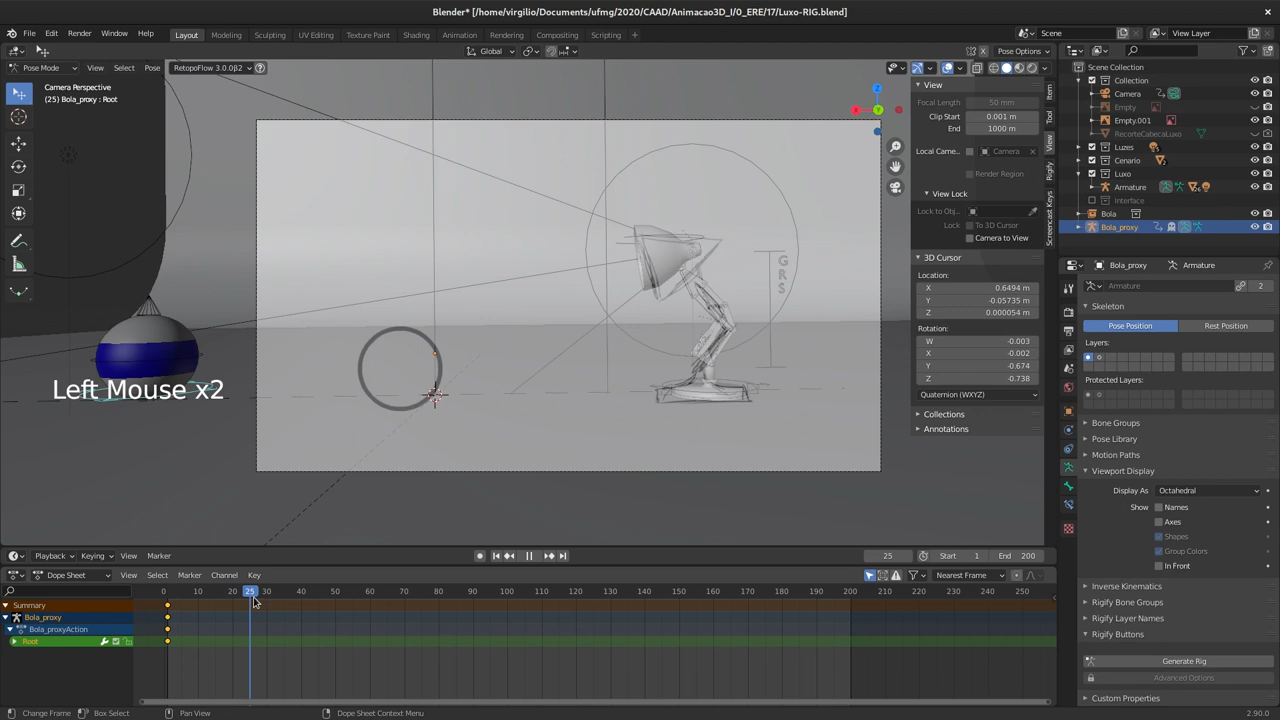 Blender* [/home/virgilio/Documents/ufmg/2020/CAAD/Animacao3D_I/0_ERE/17/Luxo-RIG.blend]
File Edit Render Window Help Layout Modeling Sculpting UV Editing Texture Paint Shading Animation Rendering Compositing Scripting + Scene View Layer
Global Pose Options
Pose Mode View Select Pose RetopoFlow 3.0.0β2
Camera Perspective
(25) Bola_proxy : Root
Left Mouse x2
G
R
S
X
Y
Z
View
Focal Length 50 mm
Clip Start 0.001 m
End 1000 m
Local Came... Camera
Render Region
View Lock
Lock to Obj...
Lock To 3D Cursor
Camera to View
3D Cursor
Location:
X 0.6494 m
Y -0.05735 m
Z 0.000054 m
Rotation:
W -0.003
X -0.002
Y -0.674
Z -0.738
Quaternion (WXYZ)
Collections
Annotations
Item
Tool
View
Rigify
Screencast Keys
Scene Collection
Collection
Camera
Empty
Empty.001
RecorteCabecaLuxo
Luzes
Cenario
Luxo
Armature
Interface
Bola
Bola_proxy
Bola_proxy Armature
Armature 2
Skeleton
Pose Position Rest Position
Layers:
Protected Layers:
Bone Groups
Pose Library
Motion Paths
Viewport Display
Display As Octahedral
Show Names
Axes
Shapes
Group Colors
In Front
Inverse Kinematics
Rigify Bone Groups
Rigify Layer Names
Rigify Buttons
Generate Rig
Advanced Options
Custom Properties
Playback Keying View Marker 25 Start 1 End 200
Dope Sheet View Select Marker Channel Key Nearest Frame
0 10 20 25 30 40 50 60 70 80 90 100 110 120 130 140 150 160 170 180 190 200 210 220 230 240 250
Summary
Bola_proxy
Bola_proxyAction
Root
Change Frame Box Select Pan View Dope Sheet Context Menu 2.90.0